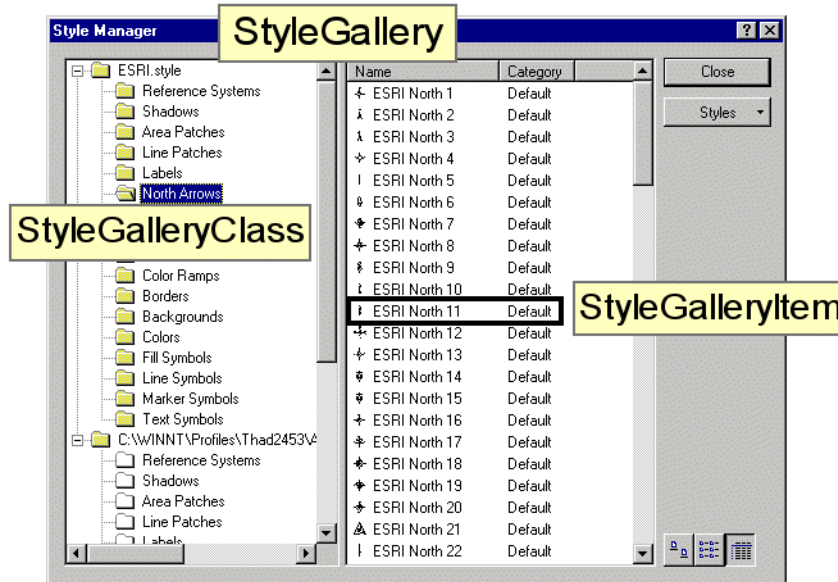 Style Manager
StyleGallery
ESRI.style
Reference Systems
Shadows
Area Patches
Line Patches
Labels
North Arrows
StyleGalleryClass
Color Ramps
Borders
Backgrounds
Colors
Fill Symbols
Line Symbols
Marker Symbols
Text Symbols
C:\WINNT\Profiles\Thad2453\A
Reference Systems
Shadows
Area Patches
Line Patches
Labels
Name Category
ESRI North 1 Default
ESRI North 2 Default
ESRI North 3 Default
ESRI North 4 Default
ESRI North 5 Default
ESRI North 6 Default
ESRI North 7 Default
ESRI North 8 Default
ESRI North 9 Default
ESRI North 10 Default
ESRI North 11 Default
ESRI North 12 Default
ESRI North 13 Default
ESRI North 14 Default
ESRI North 15 Default
ESRI North 16 Default
ESRI North 17 Default
ESRI North 18 Default
ESRI North 19 Default
ESRI North 20 Default
ESRI North 21 Default
ESRI North 22 Default
StyleGalleryItem
Close
Styles